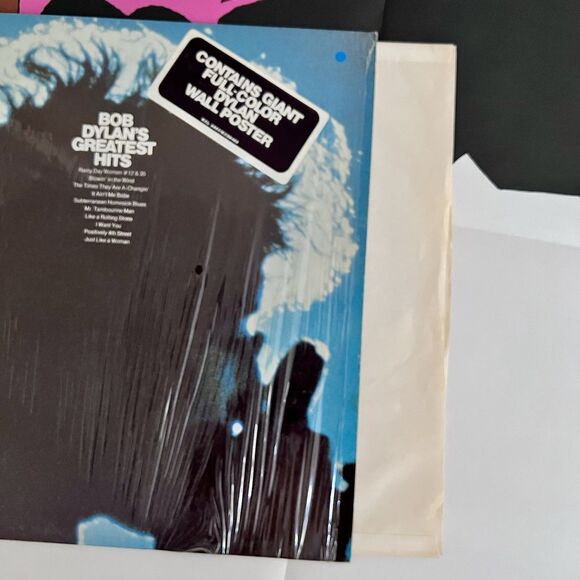 CONTAINS GIANT
FULL-COLOR
DYLAN
WALL POSTER
BOB
DYLAN'S
GREATEST
HITS
Rainy Day Women # 12 & 35
Blowin' in the Wind
The Times They Are A-Changin'
It Ain't Me Babe
Subterranean Homesick Blues
Mr. Tambourine Man
Like a Rolling Stone
I Want You
Positively 4th Street
Just Like a Woman